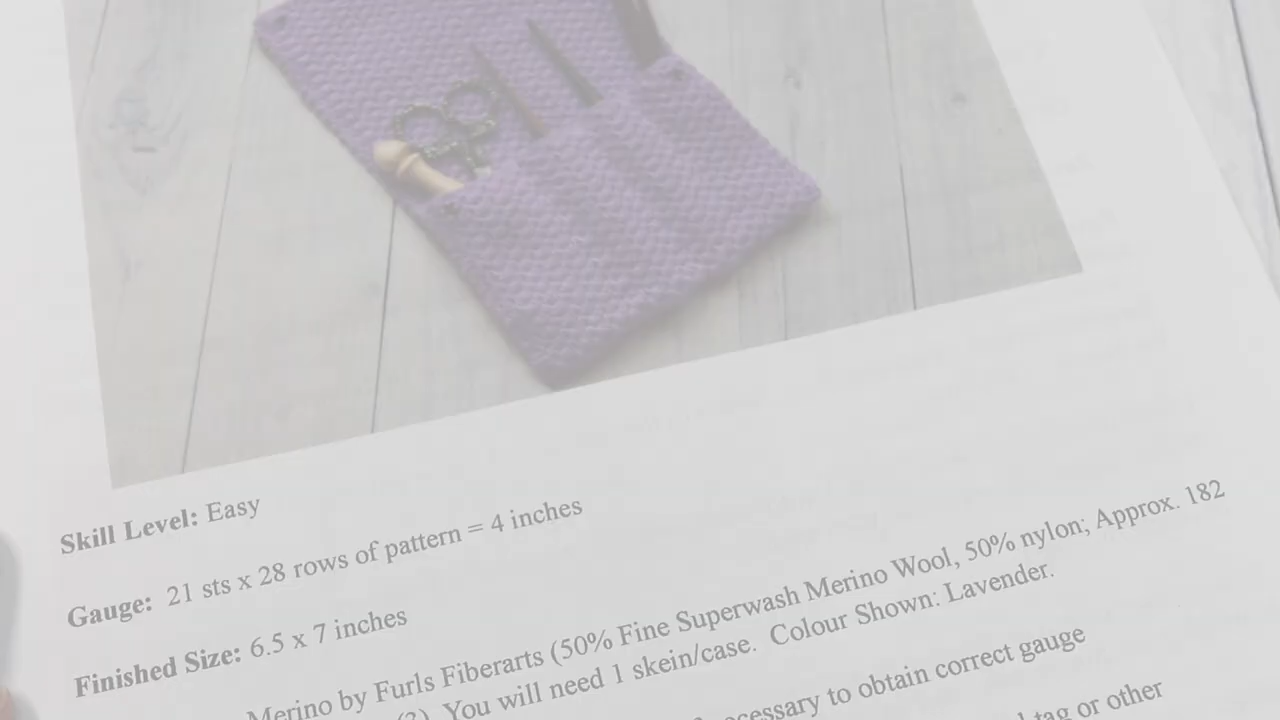 Skill Level: Easy
Gauge: 21 sts x 28 rows of pattern = 4 inches
Finished Size: 6.5 x 7 inches
Merino by Furls Fiberarts (50% Fine Superwash Merino Wool, 50% nylon; Approx. 182
You will need 1 skein/case. Colour Shown: Lavender.
to obtain correct gauge
tag or other